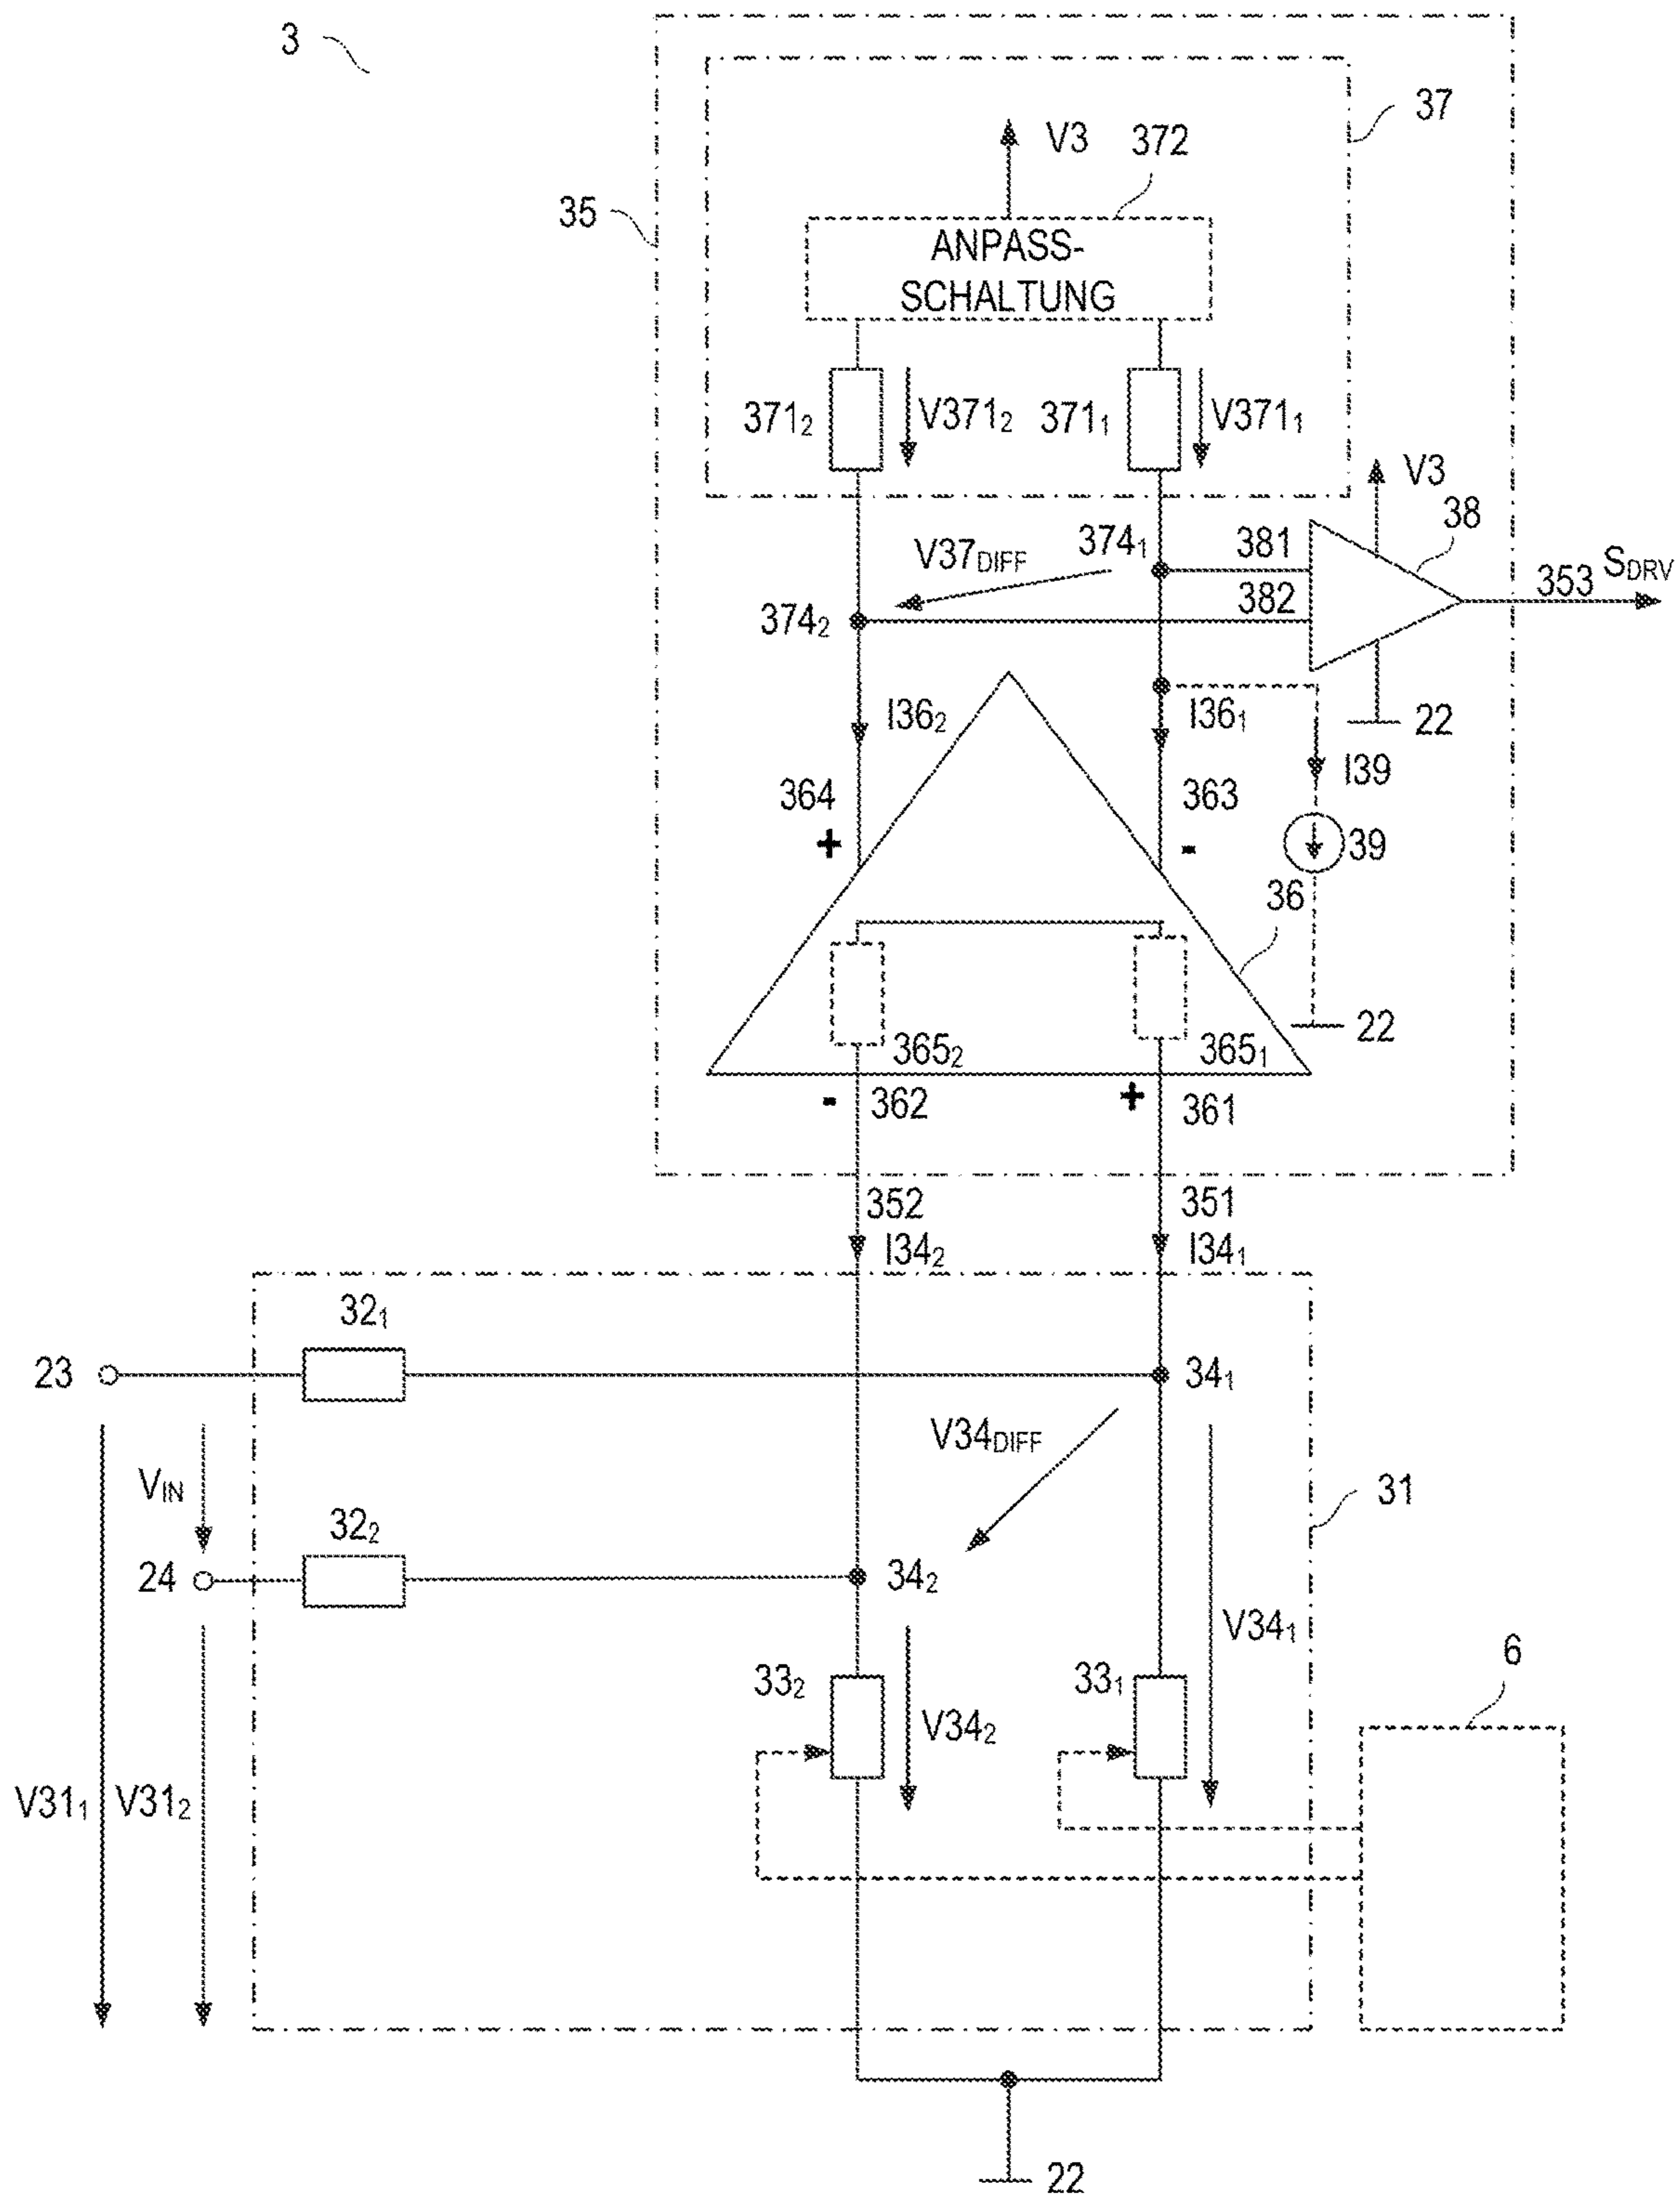 3
37
V3
372
35
ANPASS-
SCHALTUNG
371₂
V371₂
371₁
V371₁
V3
38
374₁
381
V37DIFF
382
353
SDRV
374₂
I36₂
I36₁
22
I39
364
363
+
-
39
36
365₂
365₁
22
-
362
+
361
352
351
I34₂
I34₁
32₁
23
34₁
V34DIFF
VIN
31
32₂
24
34₂
V34₁
6
33₂
33₁
V34₂
V31₁
V31₂
22